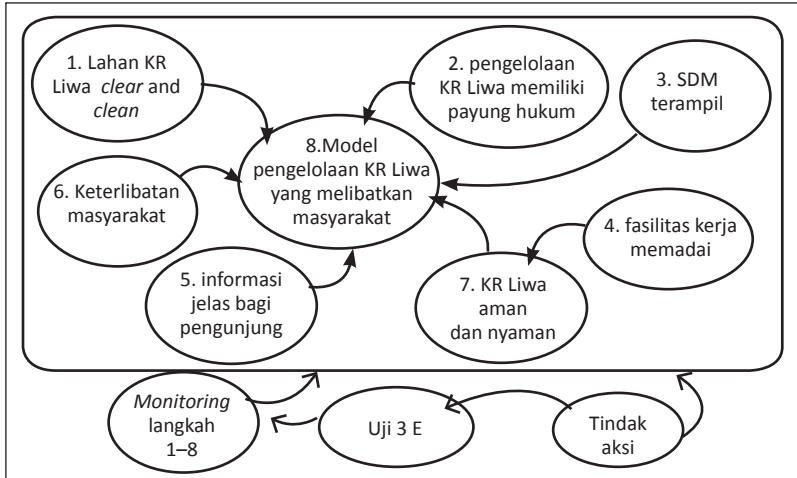 1. Lahan KR
Liwa clear and
clean
2. pengelolaan
KR Liwa memiliki
payung hukum
3. SDM
terampil
8.Model
pengelolaan KR Liwa
yang melibatkan
masyarakat
6. Keterlibatan
masyarakat
4. fasilitas kerja
memadai
5. informasi
jelas bagi
pengunjung
7. KR Liwa
aman
dan nyaman
Monitoring
langkah
1–8
Uji 3 E
Tindak
aksi